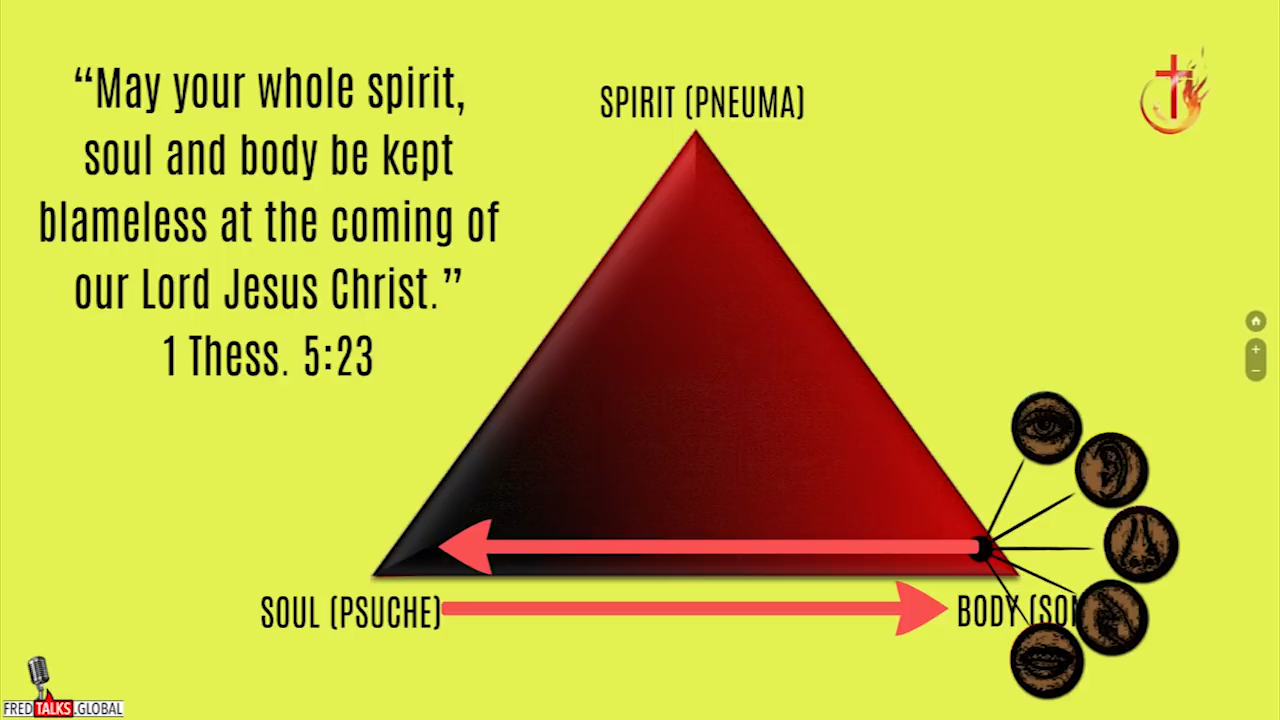 “May your whole spirit,
soul and body be kept
blameless at the coming of
our Lord Jesus Christ.”
1 Thess. 5:23
SPIRIT (PNEUMA)
SOUL (PSUCHE)
BODY
FRED TALKS.GLOBAL